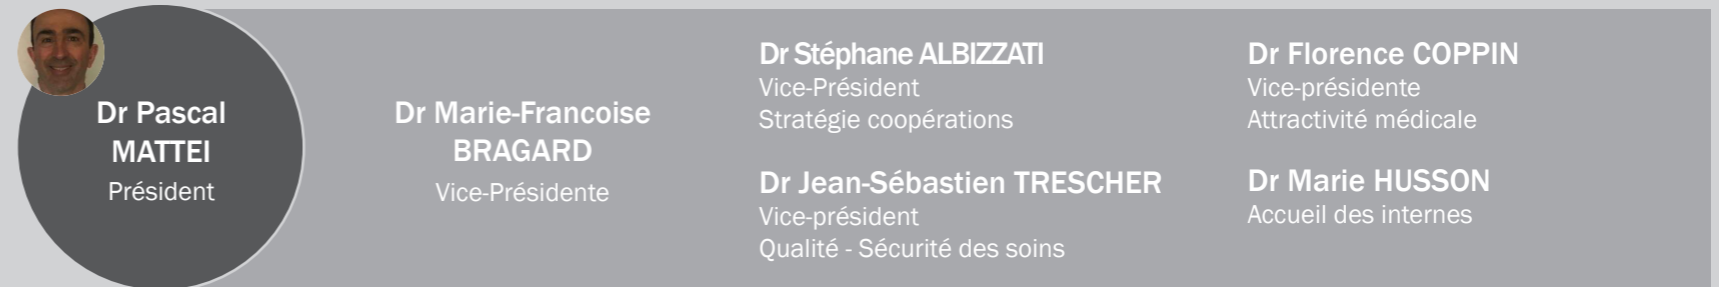 Dr Pascal
MATTEI
Président
Dr Marie-Francoise
BRAGARD
Vice-Présidente
Dr Stéphane ALBIZZATI
Vice-Président
Stratégie coopérations
Dr Jean-Sébastien TRESCHER
Vice-président
Qualité - Sécurité des soins
Dr Florence COPPIN
Vice-présidente
Attractivité médicale
Dr Marie HUSSON
Accueil des internes